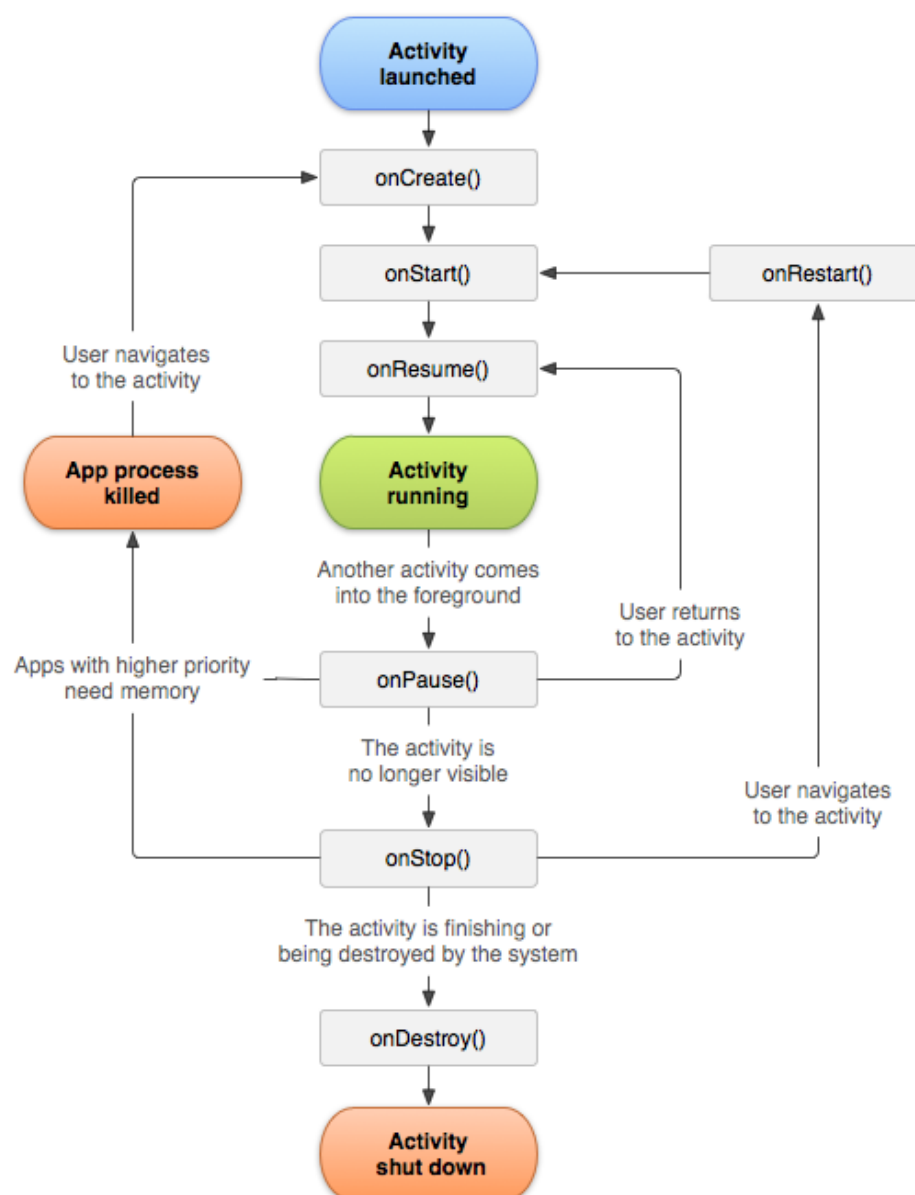 Activity
launched
onCreate()
onStart()
onRestart()
onResume()
User navigates
to the activity
App process
killed
Activity
running
Another activity comes
into the foreground
User returns
to the activity
Apps with higher priority
need memory
onPause()
The activity is
no longer visible
User navigates
to the activity
onStop()
The activity is finishing or
being destroyed by the system
onDestroy()
Activity
shut down